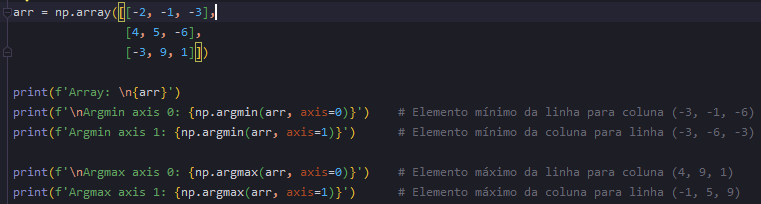 arr = np.array([[-2, -1, -3],
[4, 5, -6],
[-3, 9, 1]])
print(f'Array: \n{arr}')
print(f'\nArgmin axis 0: {np.argmin(arr, axis=0)}') # Elemento mínimo da linha para coluna (-3, -1, -6)
print(f'Argmin axis 1: {np.argmin(arr, axis=1)}') # Elemento mínimo da coluna para linha (-3, -6, -3)
print(f'\nArgmax axis 0: {np.argmax(arr, axis=0)}') # Elemento máximo da linha para coluna (4, 9, 1)
print(f'Argmax axis 1: {np.argmax(arr, axis=1)}') # Elemento máximo da coluna para linha (-1, 5, 9)